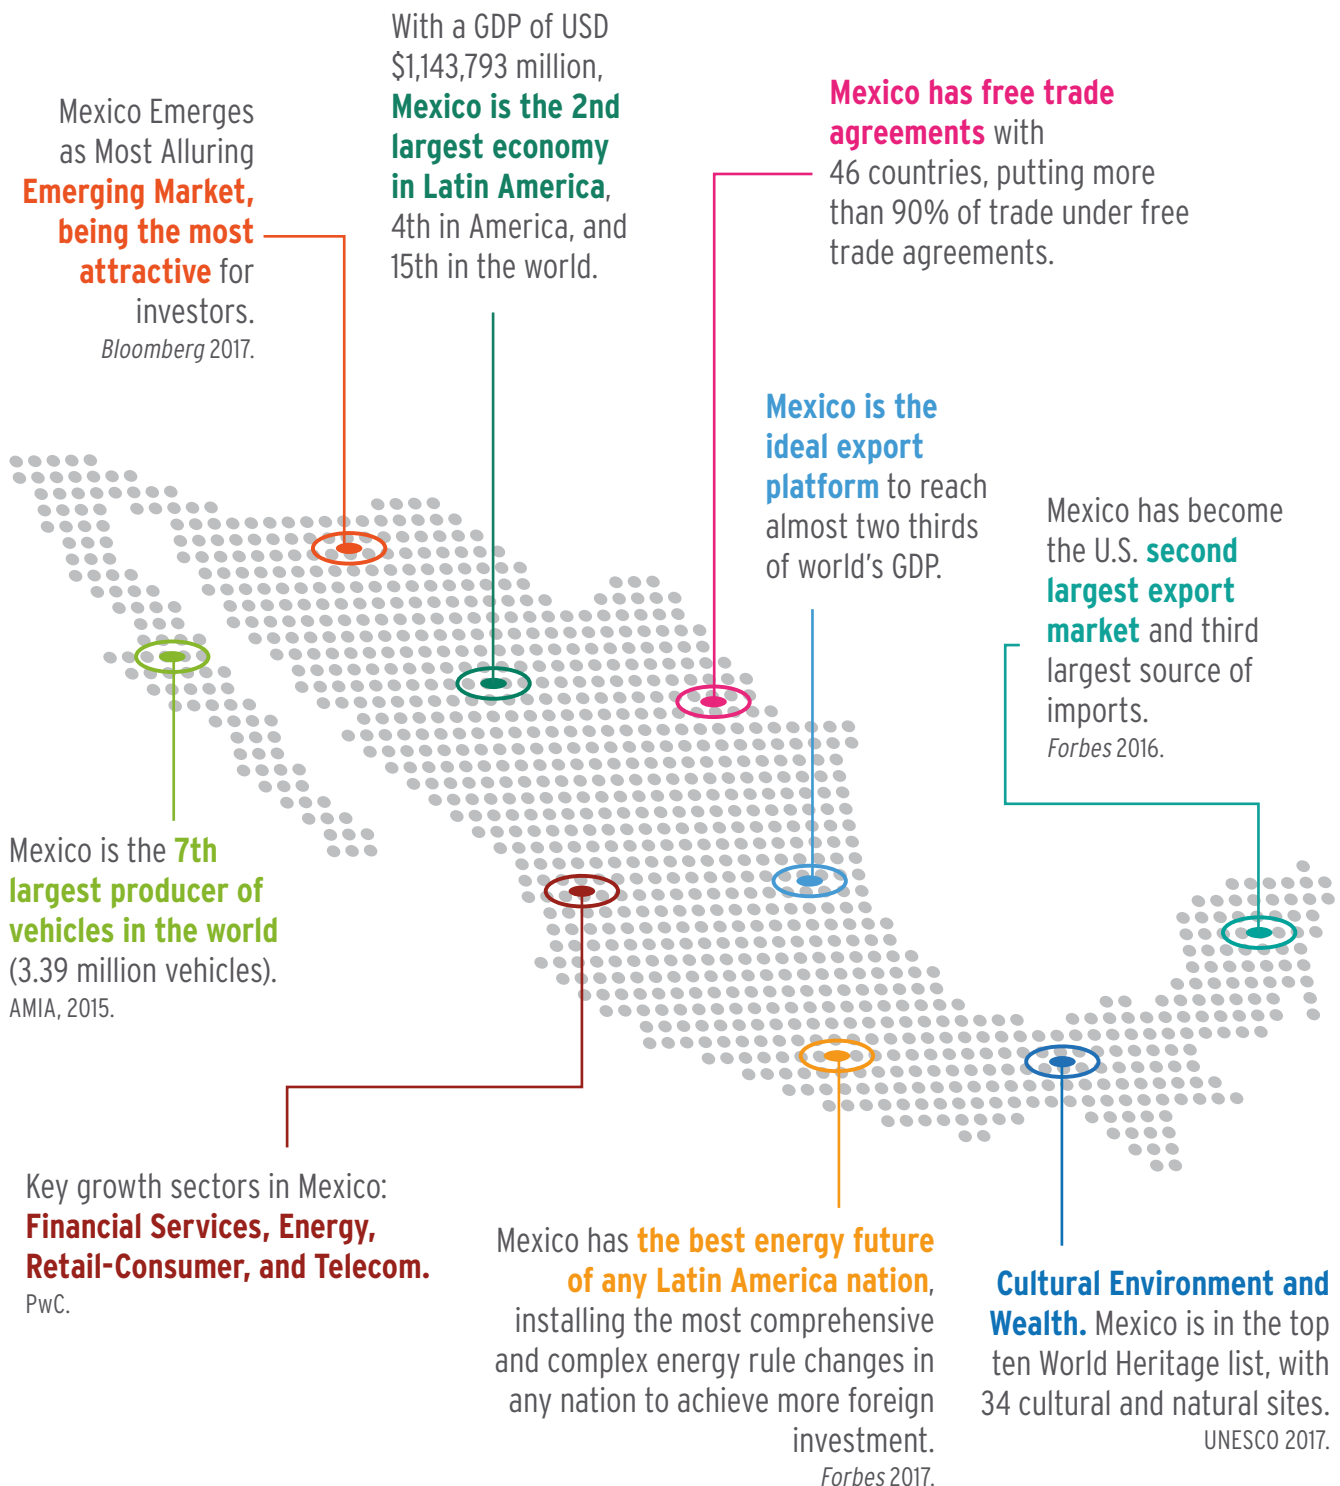 With a GDP of USD
$1,143,793 million,
Mexico is the 2nd
largest economy
in Latin America,
4th in America, and
15th in the world.
Mexico Emerges
as Most Alluring
Emerging Market,
being the most
attractive for
investors.
Bloomberg 2017.
Mexico has free trade
agreements with
46 countries, putting more
than 90% of trade under free
trade agreements.
Mexico is the
ideal export
platform to reach
almost two thirds
of world's GDP.
Mexico has become
the U.S. second
largest export
market and third
largest source of
imports.
Forbes 2016.
Mexico is the 7th
largest producer of
vehicles in the world
(3.39 million vehicles).
AMIA, 2015.
Key growth sectors in Mexico:
Financial Services, Energy,
Retail-Consumer, and Telecom.
PwC.
Mexico has the best energy future
of any Latin America nation,
installing the most comprehensive
and complex energy rule changes in
any nation to achieve more foreign
investment.
Forbes 2017.
Cultural Environment and
Wealth. Mexico is in the top
ten World Heritage list, with
34 cultural and natural sites.
UNESCO 2017.